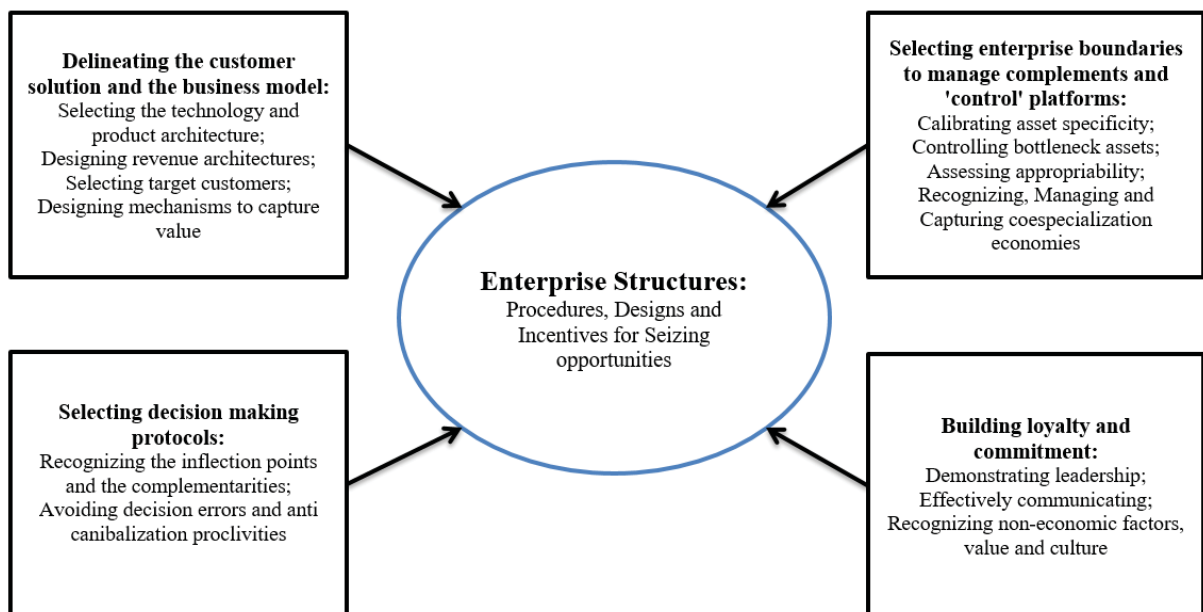 Delineating the customer
solution and the business model:
Selecting the technology and
product architecture;
Designing revenue architectures;
Selecting target customers;
Designing mechanisms to capture
value
Selecting enterprise boundaries
to manage complements and
'control' platforms:
Calibrating asset specificity;
Controlling bottleneck assets;
Assessing appropriability;
Recognizing, Managing and
Capturing coespecialization
economies
Enterprise Structures:
Procedures, Designs and
Incentives for Seizing
opportunities
Selecting decision making
protocols:
Recognizing the inflection points
and the complementarities;
Avoiding decision errors and anti
canibalization proclivities
Building loyalty and
commitment:
Demonstrating leadership;
Effectively communicating;
Recognizing non-economic factors,
value and culture